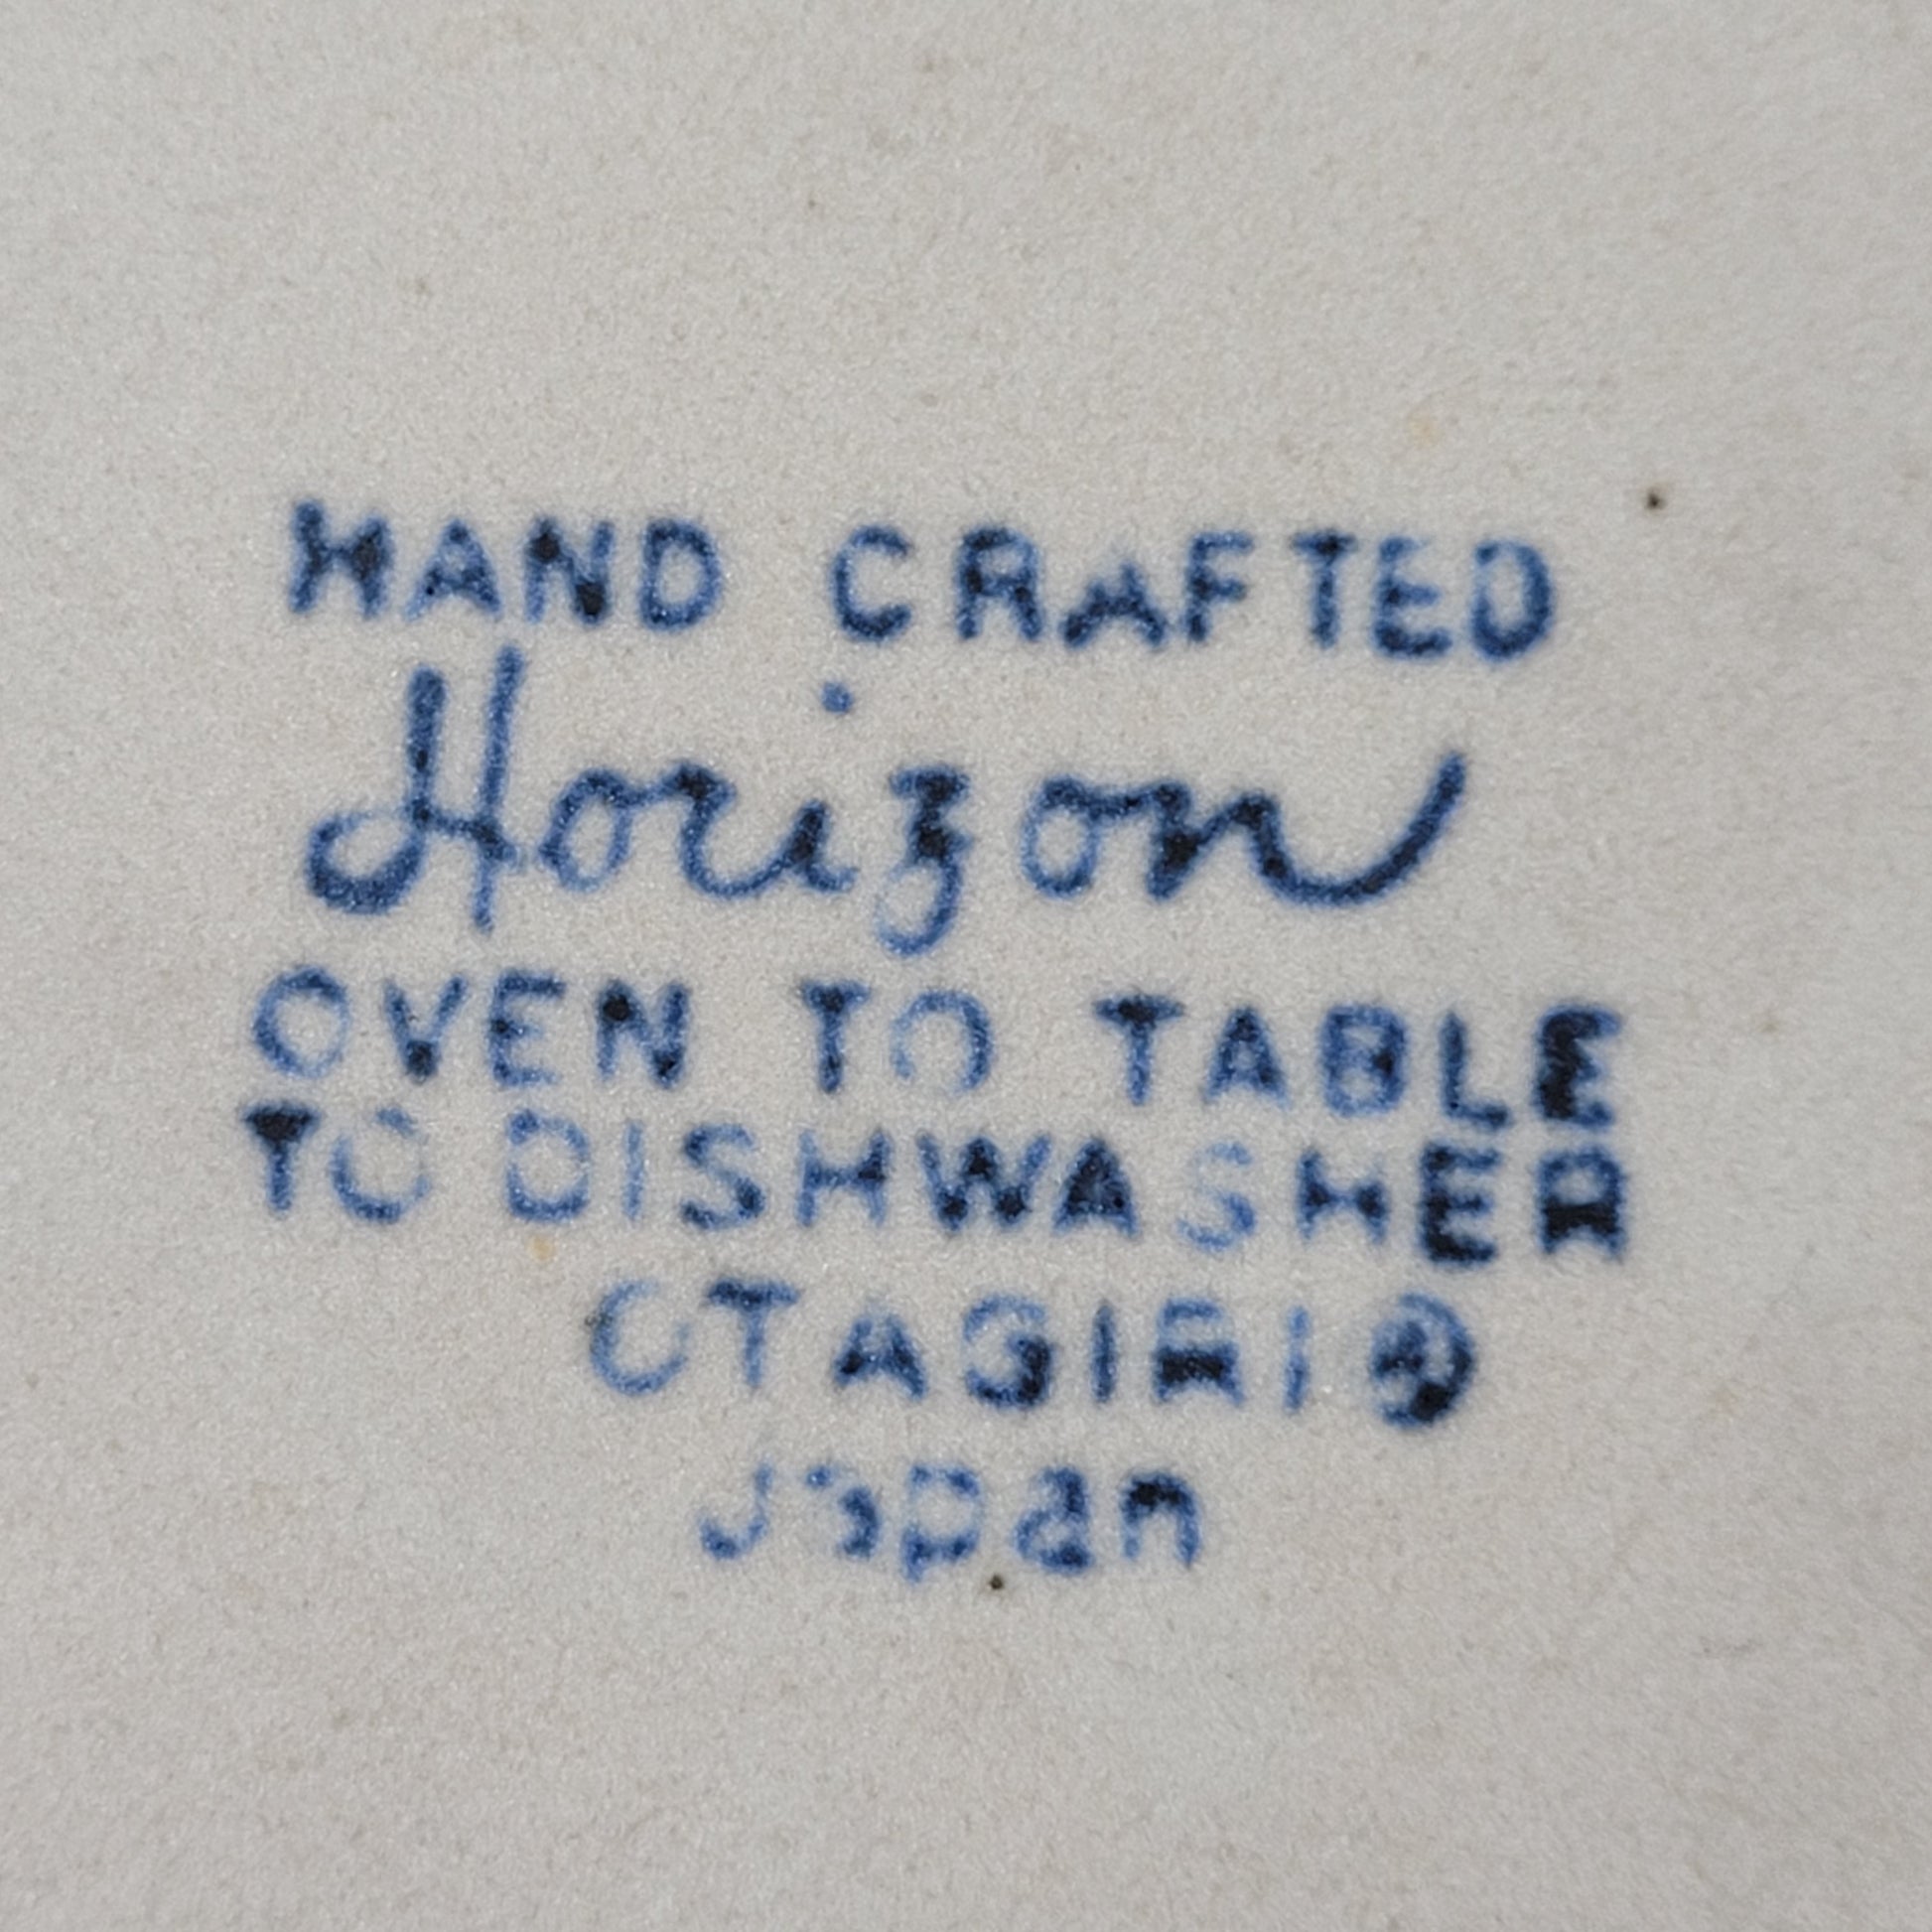 HAND CRAFTED
Horizon
OVEN TO TABLE
TO DISHWASHER
OTAGIRI ®
Japan